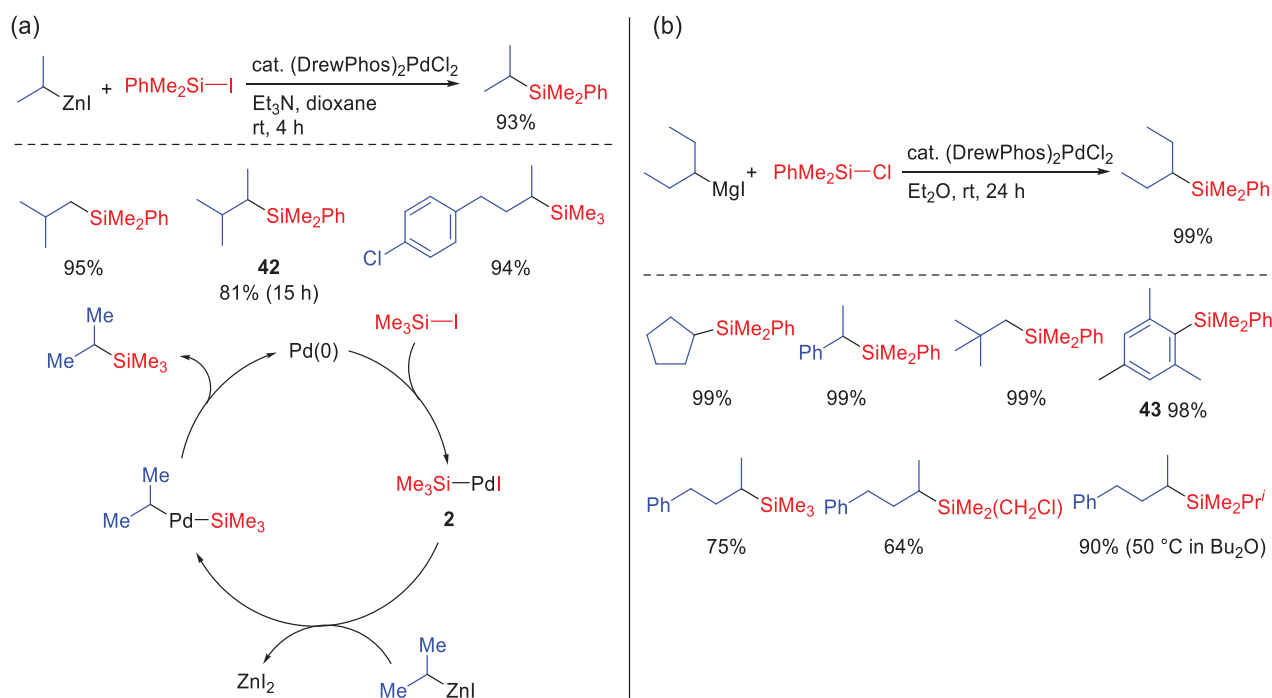 (a)
ZnI
+
PhMe2Si—I
cat. (DrewPhos)2PdCl2
Et3N, dioxane
rt, 4 h
SiMe2Ph
93%
SiMe2Ph
95%
SiMe2Ph
42
81% (15 h)
Cl
SiMe3
94%
Me
Me
SiMe3
Pd(0)
Me3Si—I
Me3Si—PdI
2
Me
Me
Pd—SiMe3
ZnI2
Me
Me
ZnI
(b)
MgI
+
PhMe2Si—Cl
cat. (DrewPhos)2PdCl2
Et2O, rt, 24 h
SiMe2Ph
99%
SiMe2Ph
99%
Ph
SiMe2Ph
99%
SiMe2Ph
99%
SiMe2Ph
43 98%
Ph
SiMe3
75%
Ph
SiMe2(CH2Cl)
64%
Ph
SiMe2Pri
90% (50 °C in Bu2O)